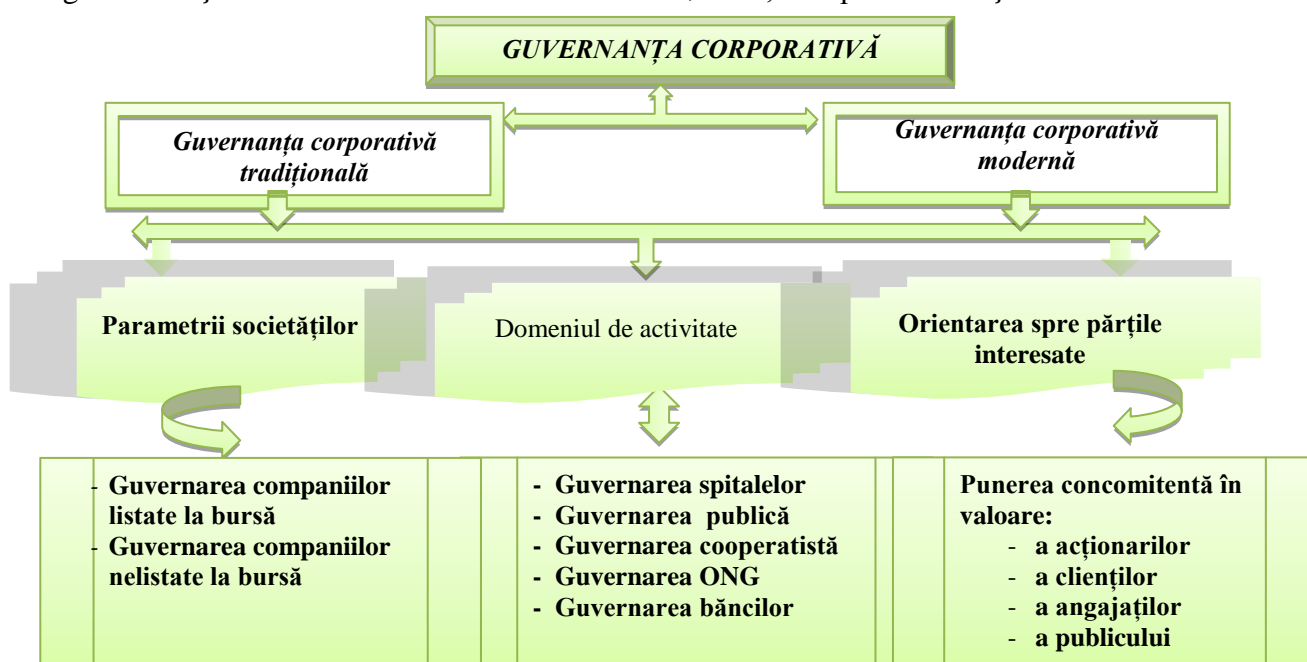 GUVERNANȚA CORPORATIVĂ
Guvernanța corporativă
tradițională
Guvernanța corporativă
modernă
Parametrii societăților
Domeniul de activitate
Orientarea spre părțile
interesate
- Guvernarea companiilor
listate la bursă
- Guvernarea companiilor
nelistate la bursă
- Guvernarea spitalelor
- Guvernarea publică
- Guvernarea cooperatistă
- Guvernarea ONG
- Guvernarea băncilor
Punerea concomitentă în
valoare:
- a acționarilor
- a clienților
- a angajaților
- a publicului